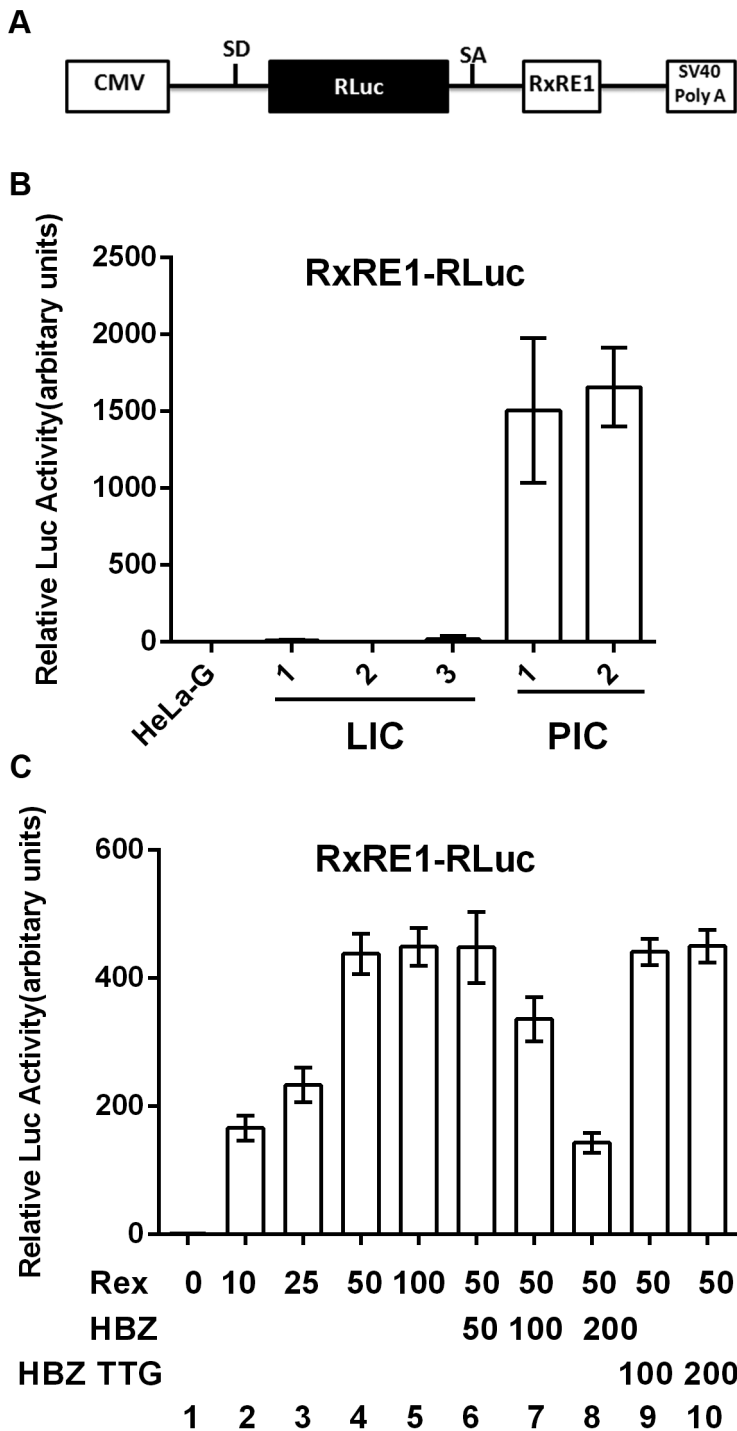 A
SD
SA
CMV
RLuc
RxRE1
SV40
Poly A
B
Relative Luc Activity(arbitary units)
RxRE1-RLuc
2500
2000
1500
1000
500
0
HeLa-G
1
2
3
1
2
LIC
PIC
C
Relative Luc Activity(arbitary units)
RxRE1-RLuc
600
400
200
0
Rex 0 10 25 50 100 50 50 50 50 50
HBZ 50 100 200
HBZ TTG 100 200
1 2 3 4 5 6 7 8 9 10